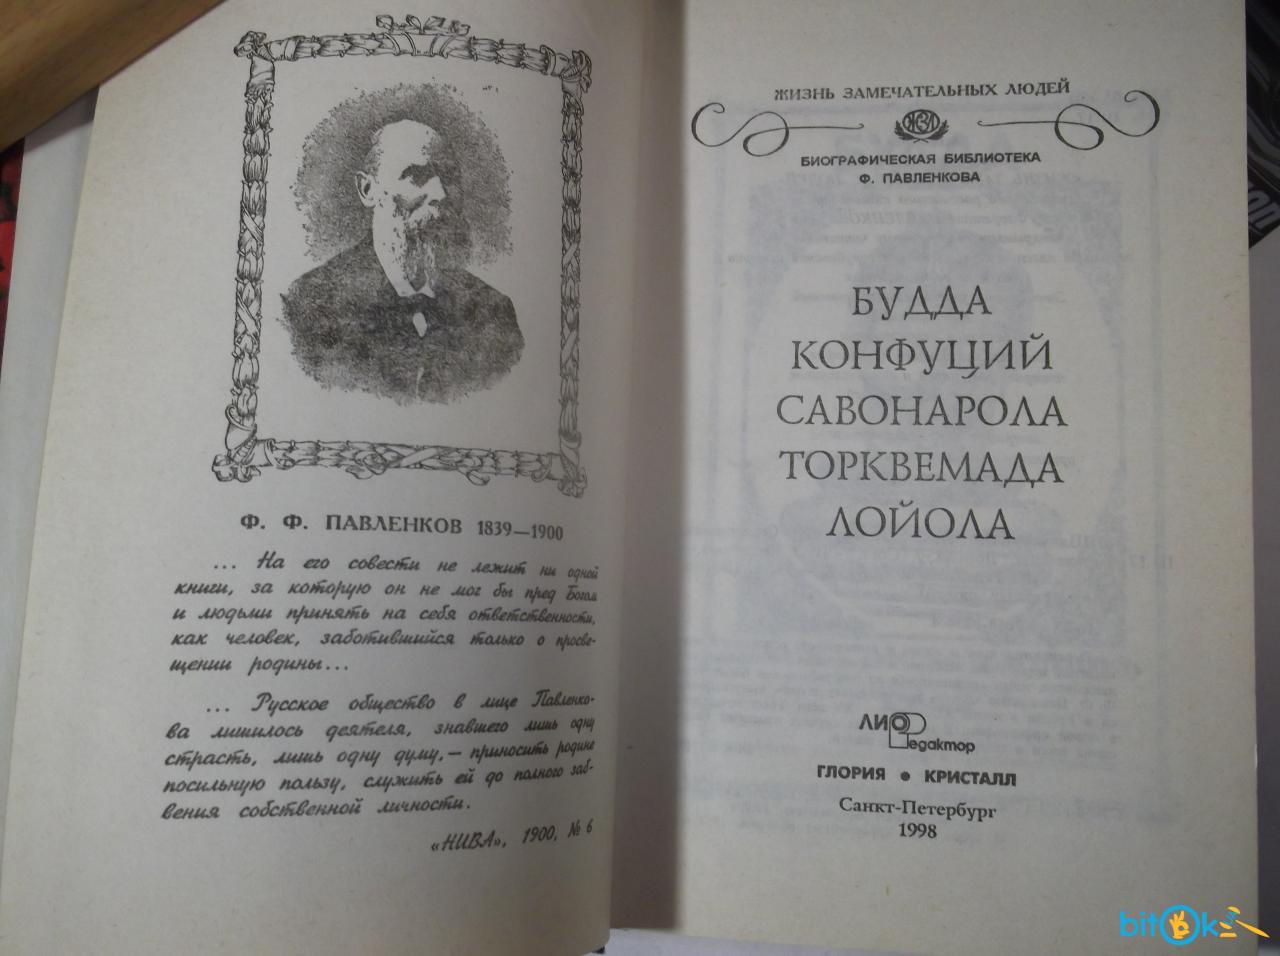 Ф. Ф. ПАВЛЕНКОВ 1839—1900
... На его совести не лежит ни одной
книги, за которую он не мог бы пред Богом
и людьми принять на себя ответственности,
как человек, заботившийся только о просве-
щении родины...
... Русское общество в лице Павленко-
ва лишилось деятеля, знавшего лишь одну
страсть, лишь одну думу, — приносить родине
посильную пользу, служить ей до полного заб-
вения собственной личности.
«НИВА», 1900, № 6
ЖИЗНЬ ЗАМЕЧАТЕЛЬНЫХ ЛЮДЕЙ
ЖЗЛ
БИОГРАФИЧЕСКАЯ БИБЛИОТЕКА
Ф. ПАВЛЕНКОВА
БУДДА
КОНФУЦИЙ
САВОНАРОЛА
ТОРКВЕМАДА
ЛОЙОЛА
ЛИО
Редактор
ГЛОРИЯ • КРИСТАЛЛ
Санкт-Петербург
1998
bitOk